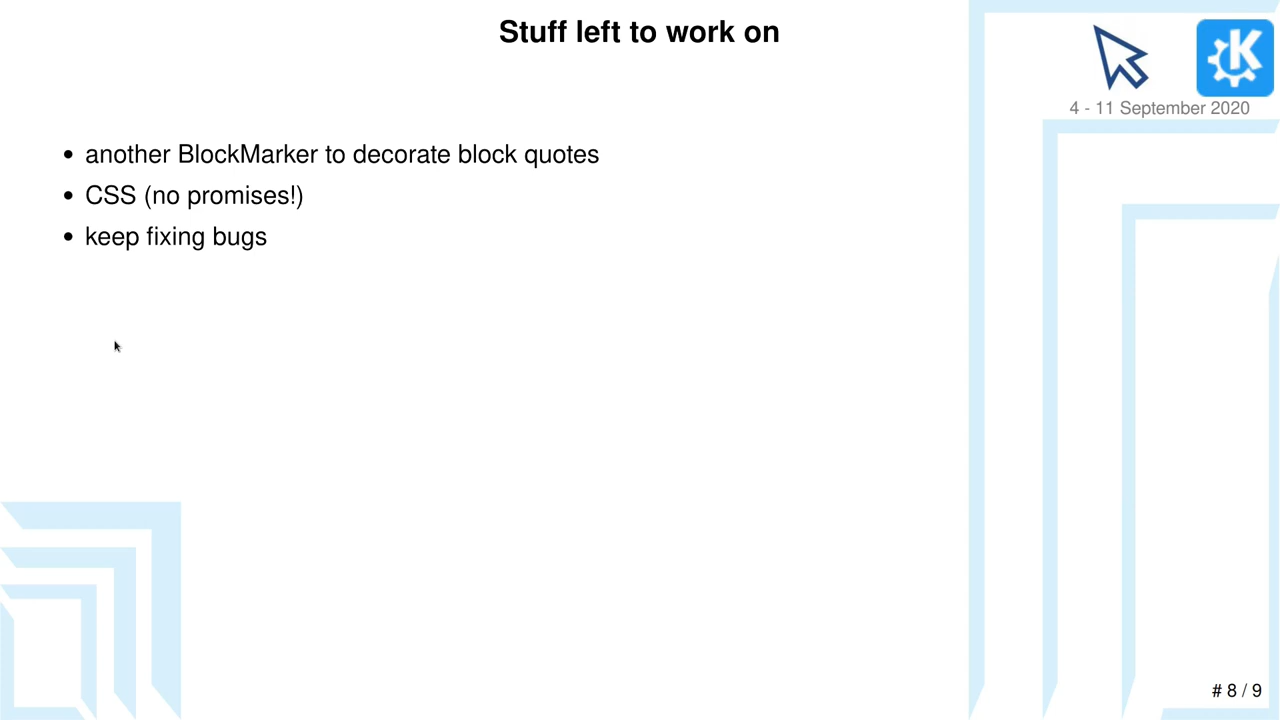 Stuff left to work on
4 - 11 September 2020
• another BlockMarker to decorate block quotes
• CSS (no promises!)
• keep fixing bugs
# 8 / 9